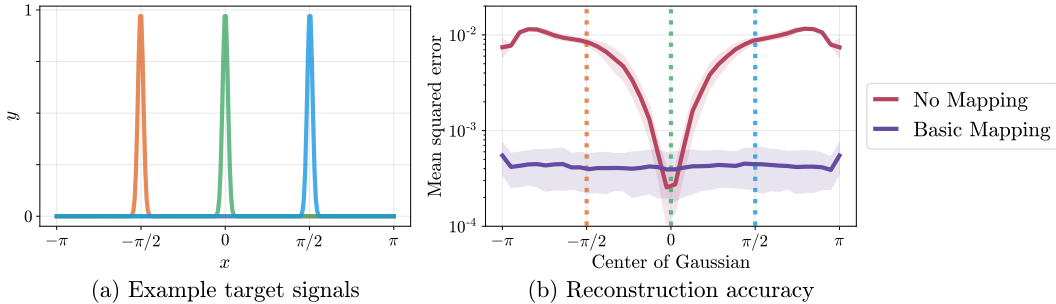 1
0
y
−π
−π/2
0
π/2
π
x
(a) Example target signals
10⁻²
10⁻³
10⁻⁴
Mean squared error
−π
−π/2
0
π/2
π
Center of Gaussian
(b) Reconstruction accuracy
No Mapping
Basic Mapping